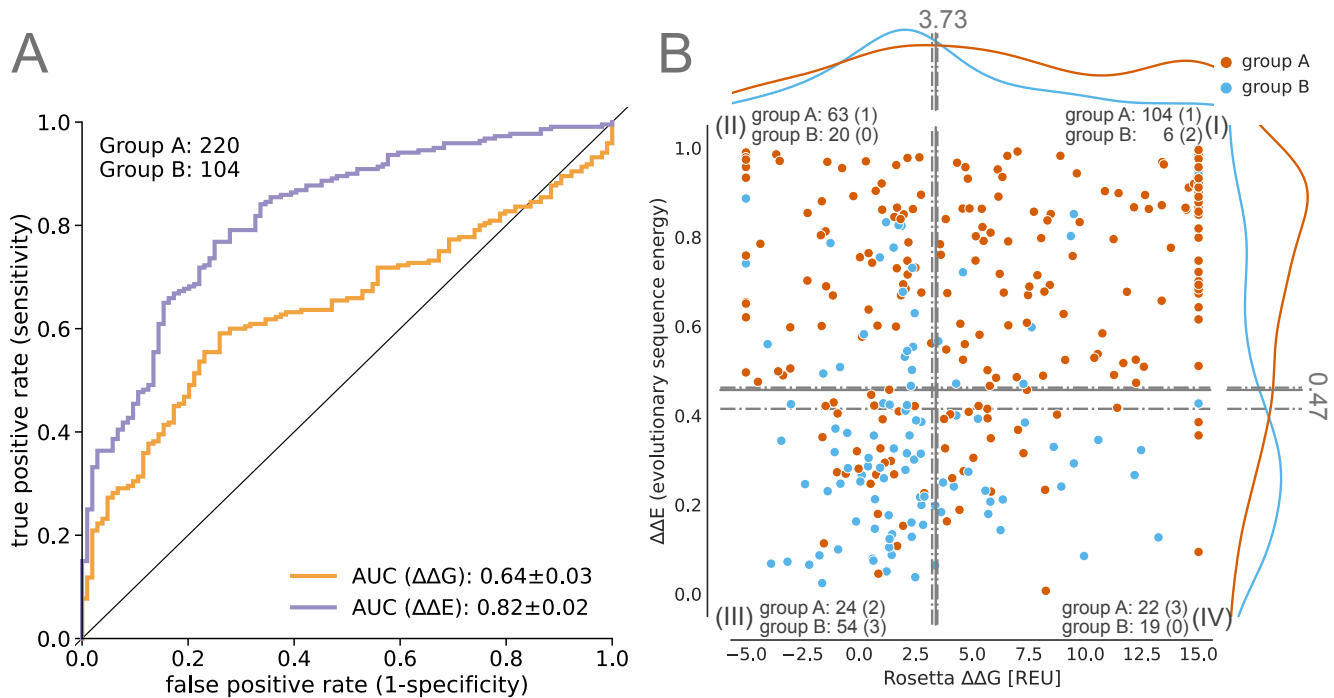 A
Group A: 220
Group B: 104
true positive rate (sensitivity)
1.0
0.8
0.6
0.4
0.2
0.0
AUC (ΔΔG): 0.64±0.03
AUC (ΔΔE): 0.82±0.02
0.0 0.2 0.4 0.6 0.8 1.0
false positive rate (1-specificity)
B
3.73
group A
group B
(II) group A: 63 (1)
group B: 20 (0)
group A: 104 (1) (I)
group B: 6 (2)
ΔΔE (evolutionary sequence energy)
1.0
0.8
0.6
0.4
0.2
0.0
0.47
(III) group A: 24 (2)
group B: 54 (3)
group A: 22 (3) (IV)
group B: 19 (0)
−5.0 −2.5 0.0 2.5 5.0 7.5 10.0 12.5 15.0
Rosetta ΔΔG [REU]